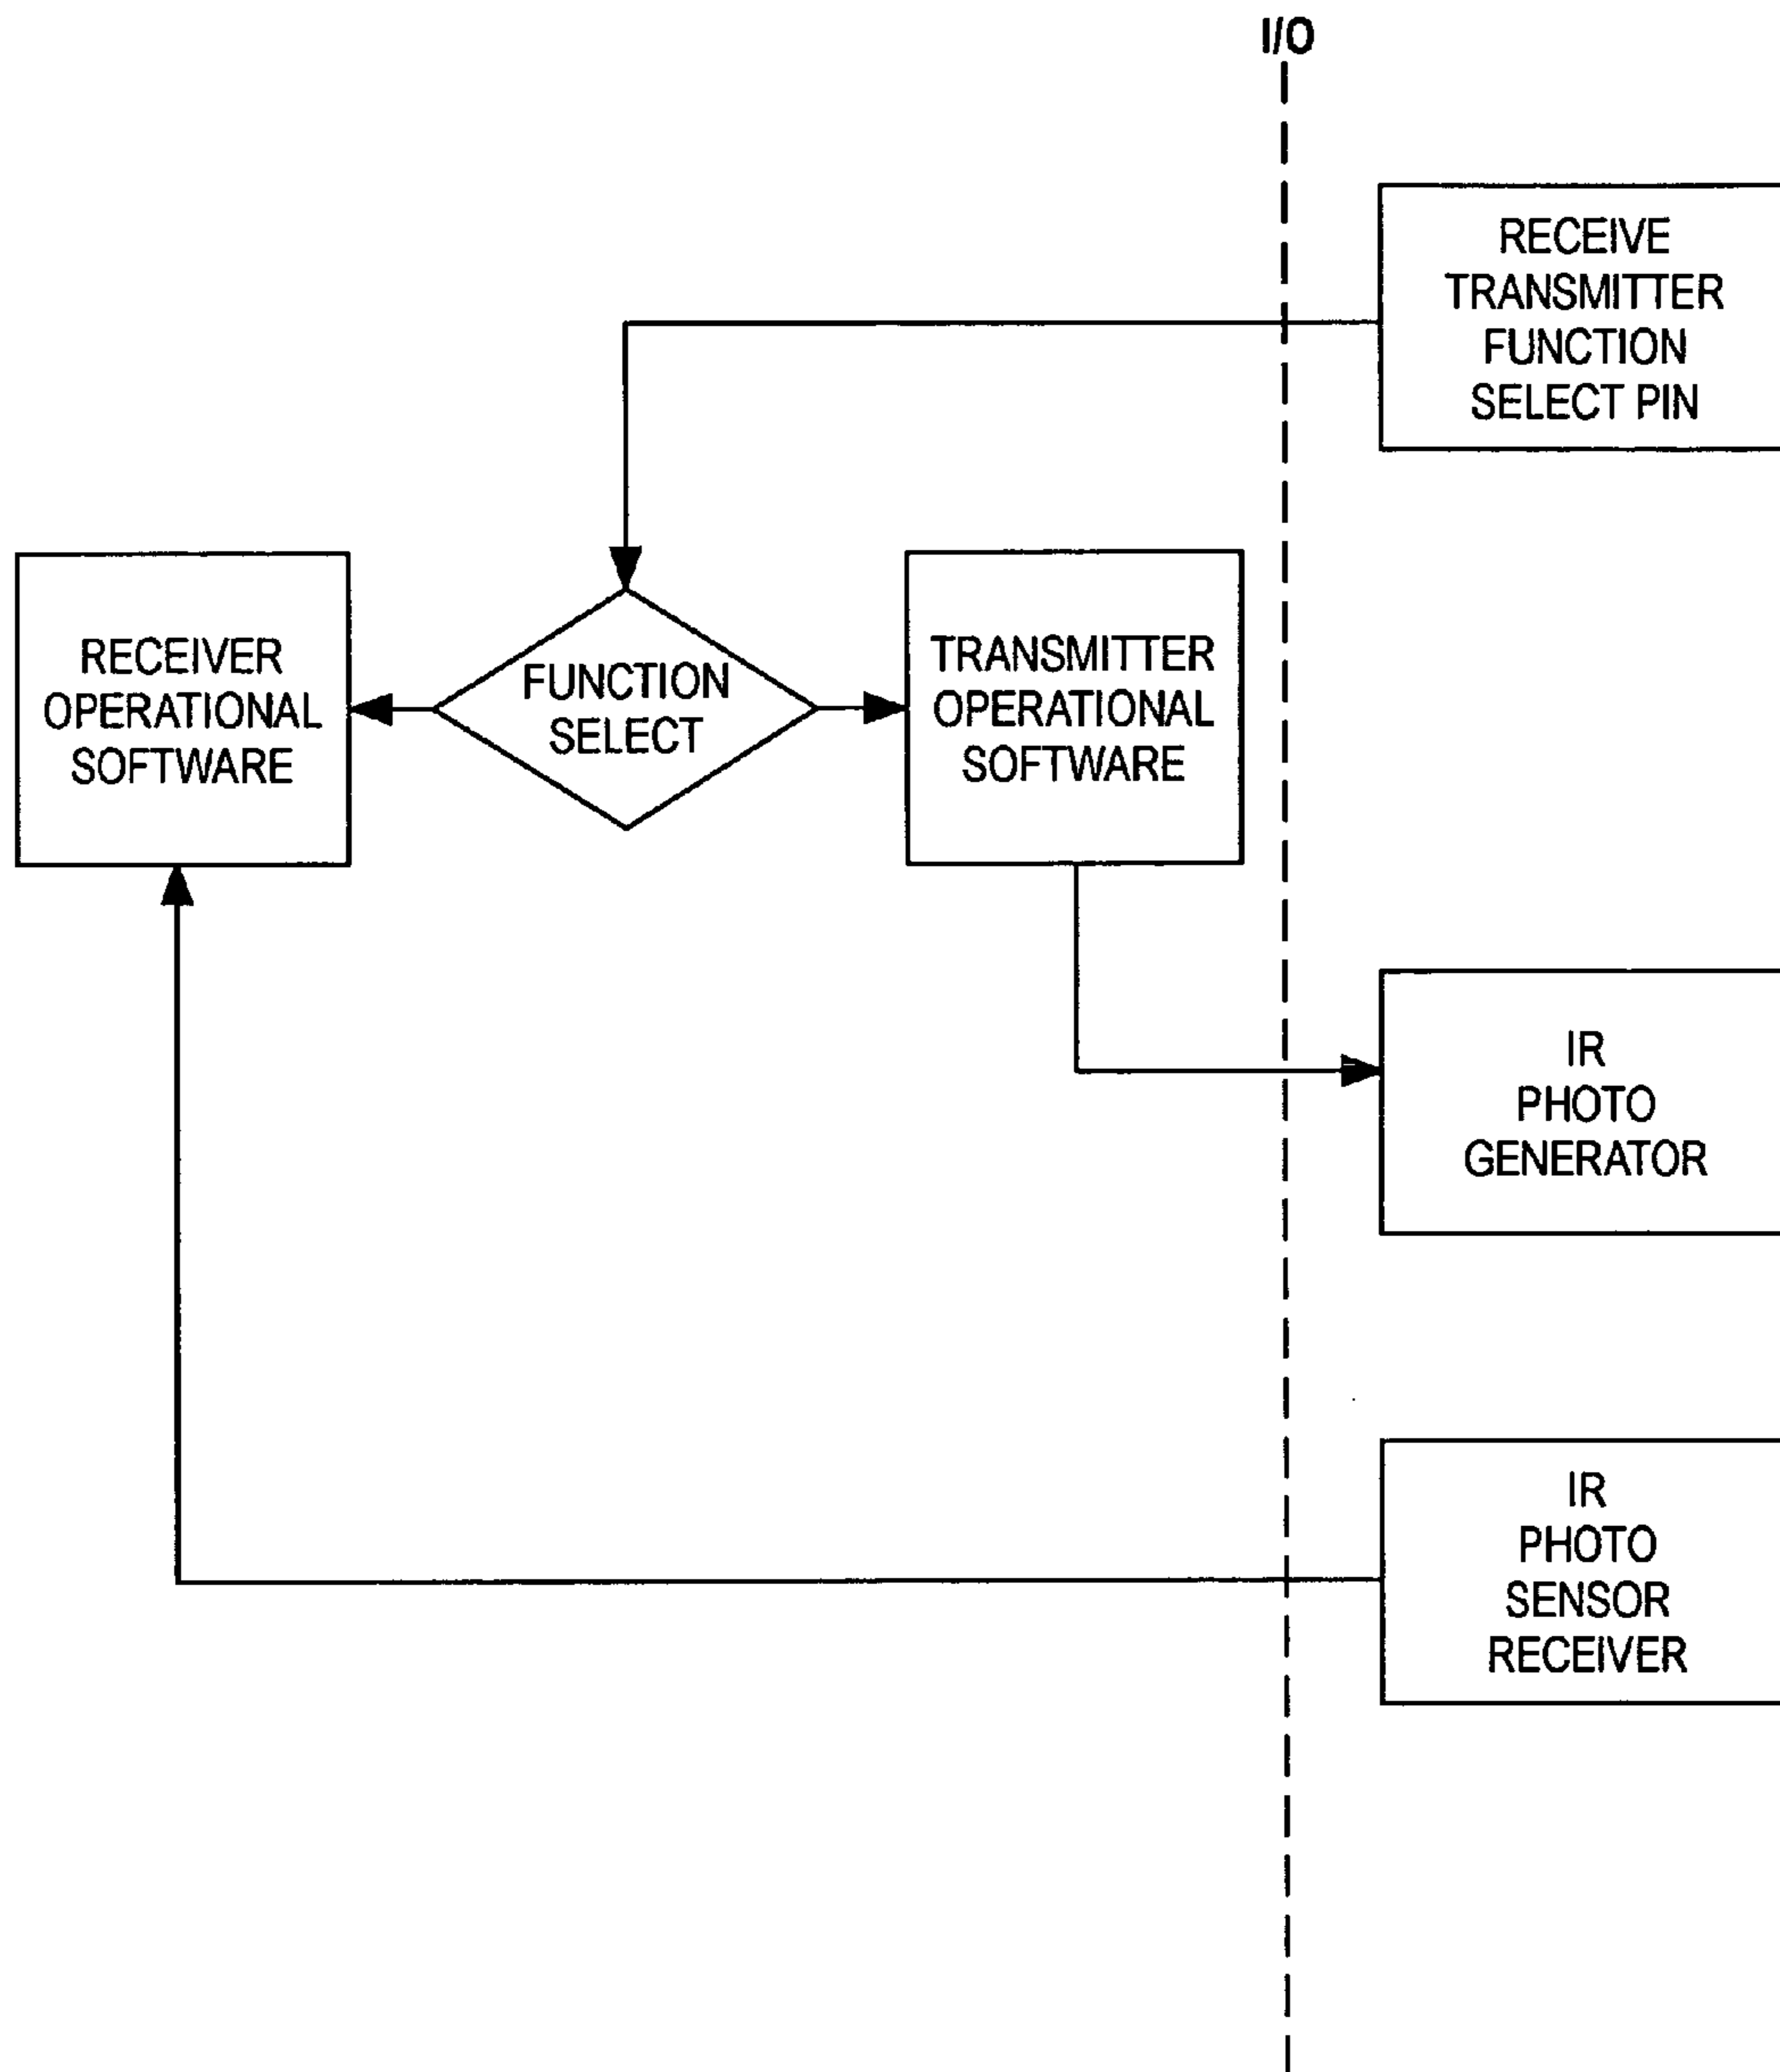 I/O
RECEIVE
TRANSMITTER
FUNCTION
SELECT PIN
RECEIVER
OPERATIONAL
SOFTWARE
FUNCTION
SELECT
TRANSMITTER
OPERATIONAL
SOFTWARE
IR
PHOTO
GENERATOR
IR
PHOTO
SENSOR
RECEIVER